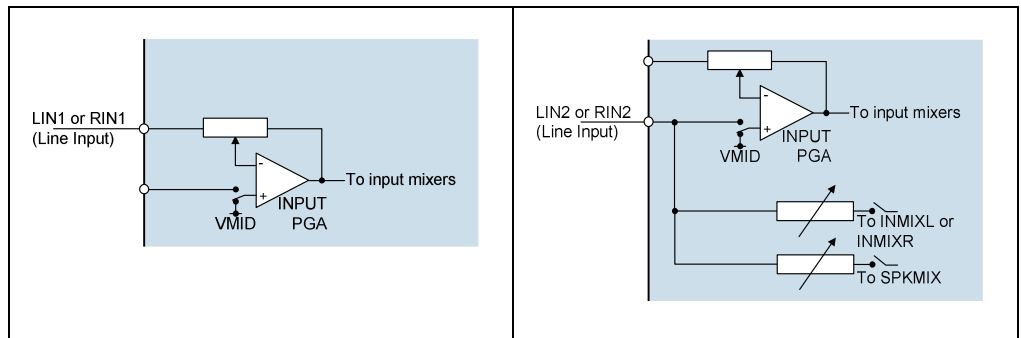 LIN1 or RIN1
(Line Input)
-
+
To input mixers
INPUT
PGA
VMID
LIN2 or RIN2
(Line Input)
-
+
To input mixers
INPUT
PGA
VMID
To INMIXL or
INMIXR
To SPKMIX